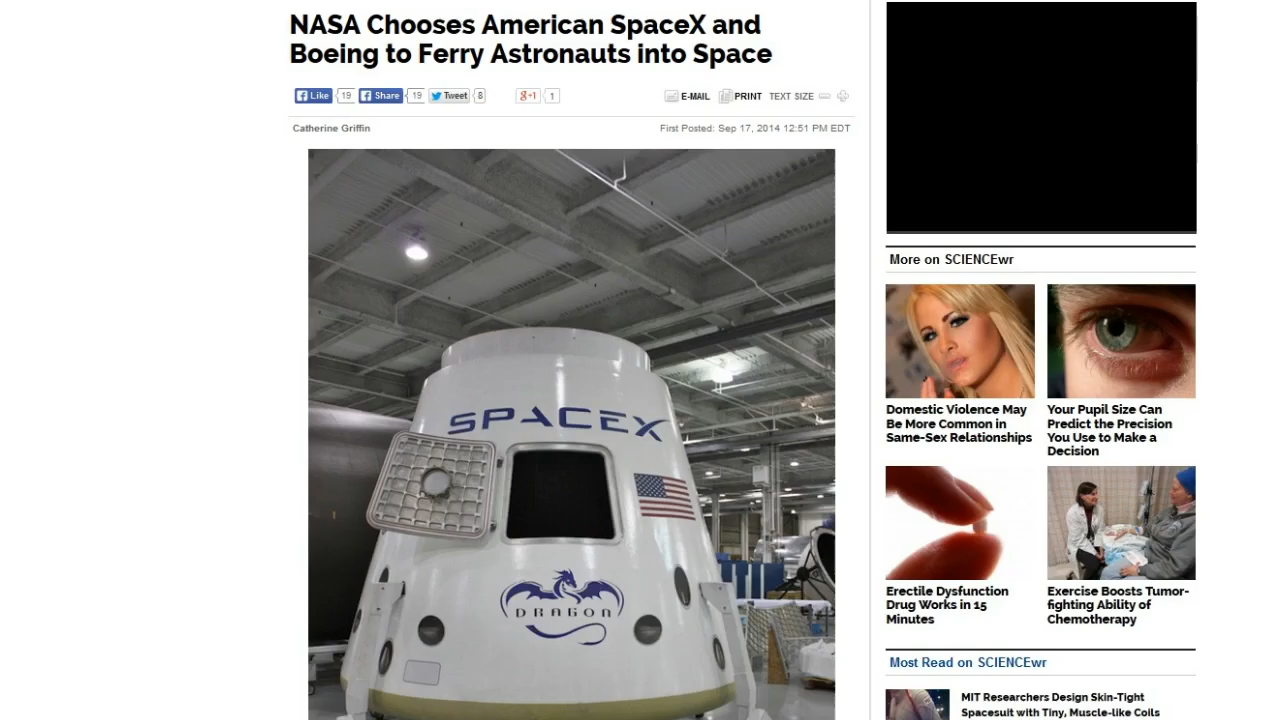 NASA Chooses American SpaceX and
Boeing to Ferry Astronauts into Space
Like 19 Share 19 Tweet 8 g+1 1
E-MAIL PRINT TEXT SIZE
Catherine Griffin
First Posted: Sep 17, 2014 12:51 PM EDT
SPACEX
DRAGON
More on SCIENCEwr
Domestic Violence May
Be More Common in
Same-Sex Relationships
Your Pupil Size Can
Predict the Precision
You Use to Make a
Decision
Erectile Dysfunction
Drug Works in 15
Minutes
Exercise Boosts Tumor-
fighting Ability of
Chemotherapy
Most Read on SCIENCEwr
MIT Researchers Design Skin-Tight
Spacesuit with Tiny, Muscle-like Coils